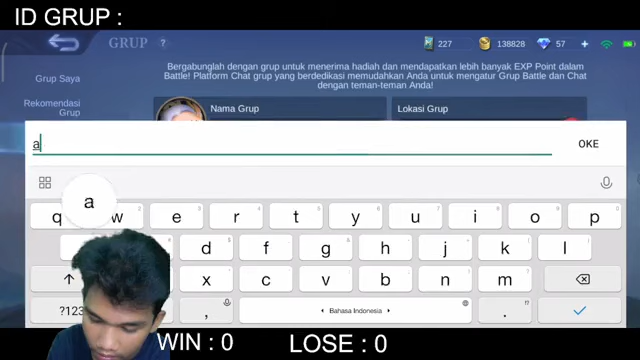 ID GRUP :
GRUP ? 227 138828 57 +
Bergabunglah dengan grup untuk menerima hadiah dan mendapatkan lebih banyak EXP Point dalam
Battle! Platform Chat grup yang berdedikasi memudahkan Anda untuk mengatur Grup Battle dan Chat
dengan teman-teman Anda!
Grup Saya
Rekomendasi
Grup
Nama Grup
Lokasi Grup
a
OKE
a
q w e r t y u i o p
d f g h j k l
x c v b n m
?123 , Bahasa Indonesia .
WIN : 0 LOSE : 0